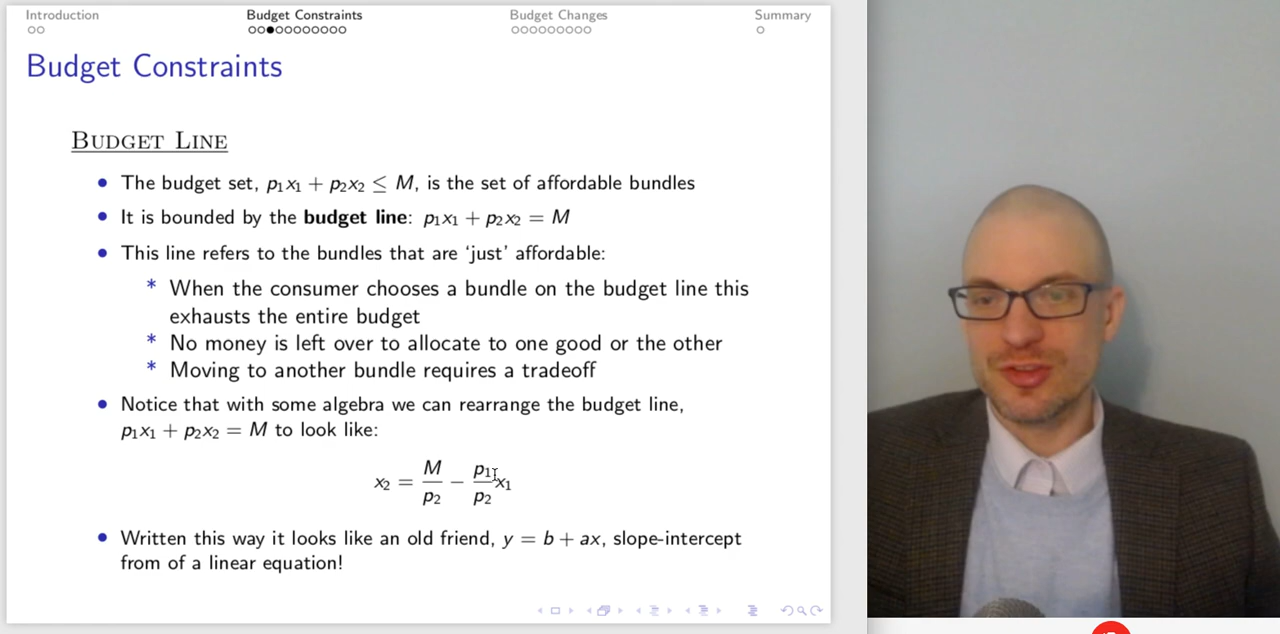 Introduction Budget Constraints Budget Changes Summary
Budget Constraints
BUDGET LINE
• The budget set, p₁x₁ + p₂x₂ ≤ M, is the set of affordable bundles
• It is bounded by the budget line: p₁x₁ + p₂x₂ = M
• This line refers to the bundles that are ‘just’ affordable:
* When the consumer chooses a bundle on the budget line this
exhausts the entire budget
* No money is left over to allocate to one good or the other
* Moving to another bundle requires a tradeoff
• Notice that with some algebra we can rearrange the budget line,
p₁x₁ + p₂x₂ = M to look like:
x₂ = M/p₂ − p₁/p₂ x₁
• Written this way it looks like an old friend, y = b + ax, slope-intercept
from of a linear equation!